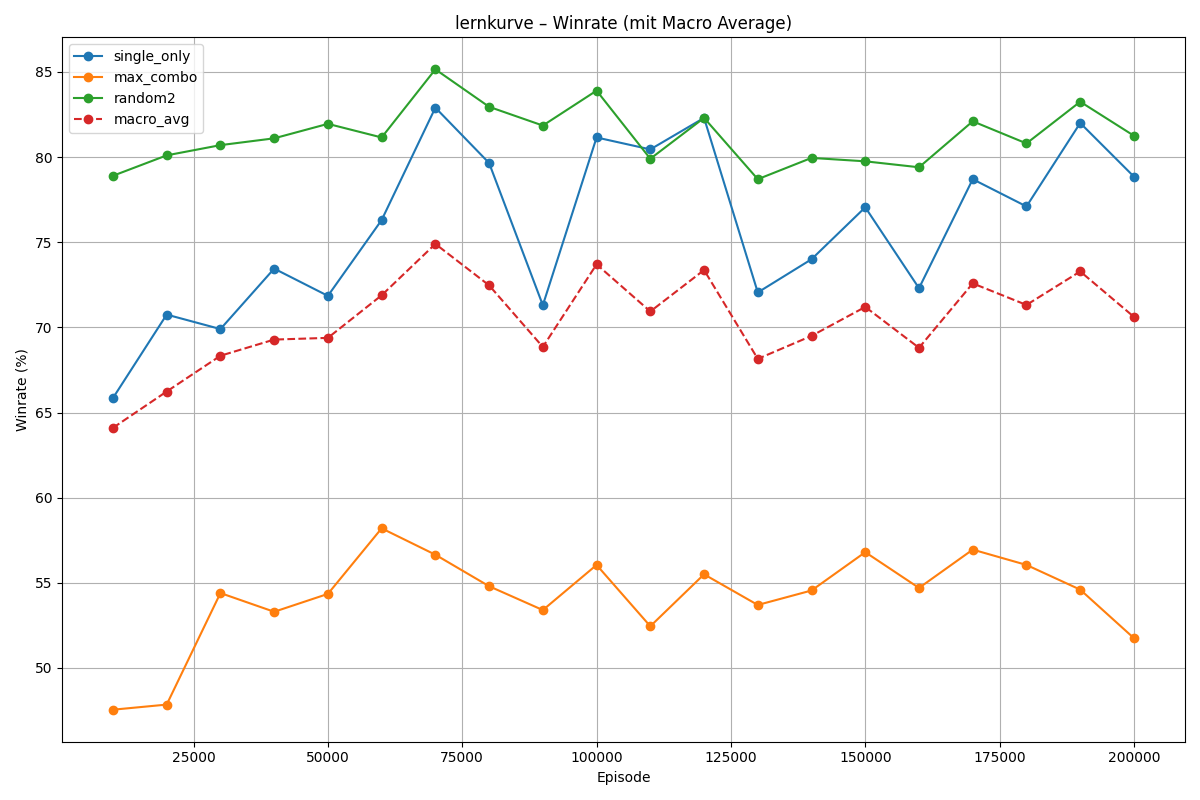 lernkurve – Winrate (mit Macro Average)
single_only
max_combo
random2
macro_avg
Winrate (%)
85
80
75
70
65
60
55
50
25000 50000 75000 100000 125000 150000 175000 200000
Episode